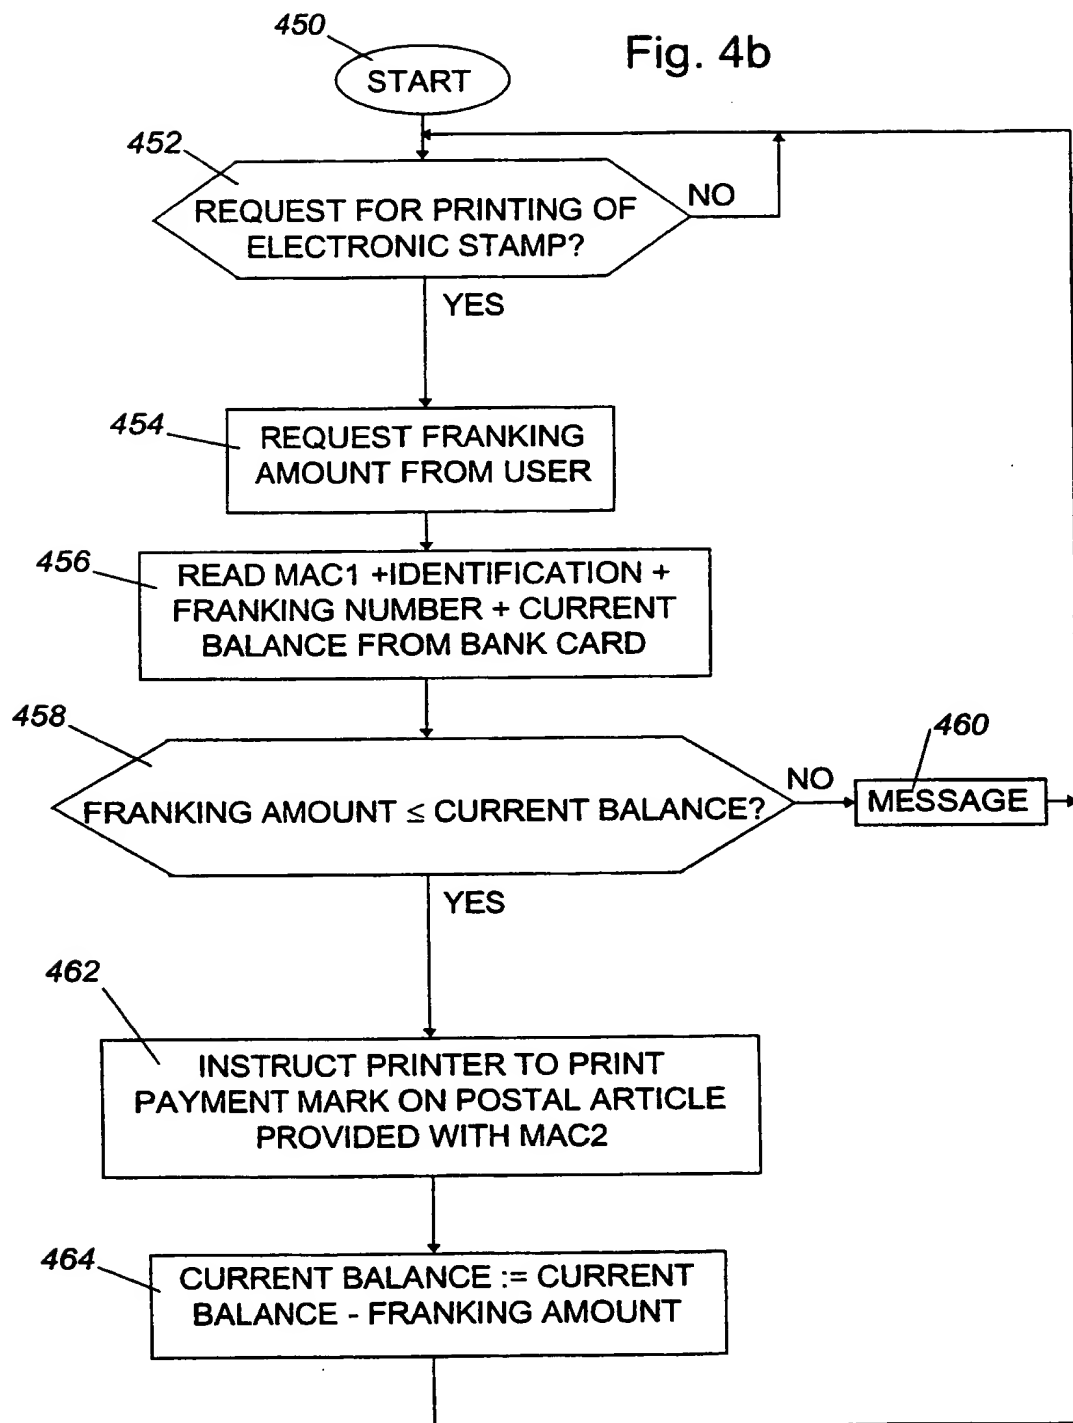 450
Fig. 4b
START
452
REQUEST FOR PRINTING OF
ELECTRONIC STAMP?
NO
YES
454
REQUEST FRANKING
AMOUNT FROM USER
456
READ MAC1 +IDENTIFICATION +
FRANKING NUMBER + CURRENT
BALANCE FROM BANK CARD
458
FRANKING AMOUNT ≤ CURRENT BALANCE?
NO
460
MESSAGE
YES
462
INSTRUCT PRINTER TO PRINT
PAYMENT MARK ON POSTAL ARTICLE
PROVIDED WITH MAC2
464
CURRENT BALANCE := CURRENT
BALANCE - FRANKING AMOUNT